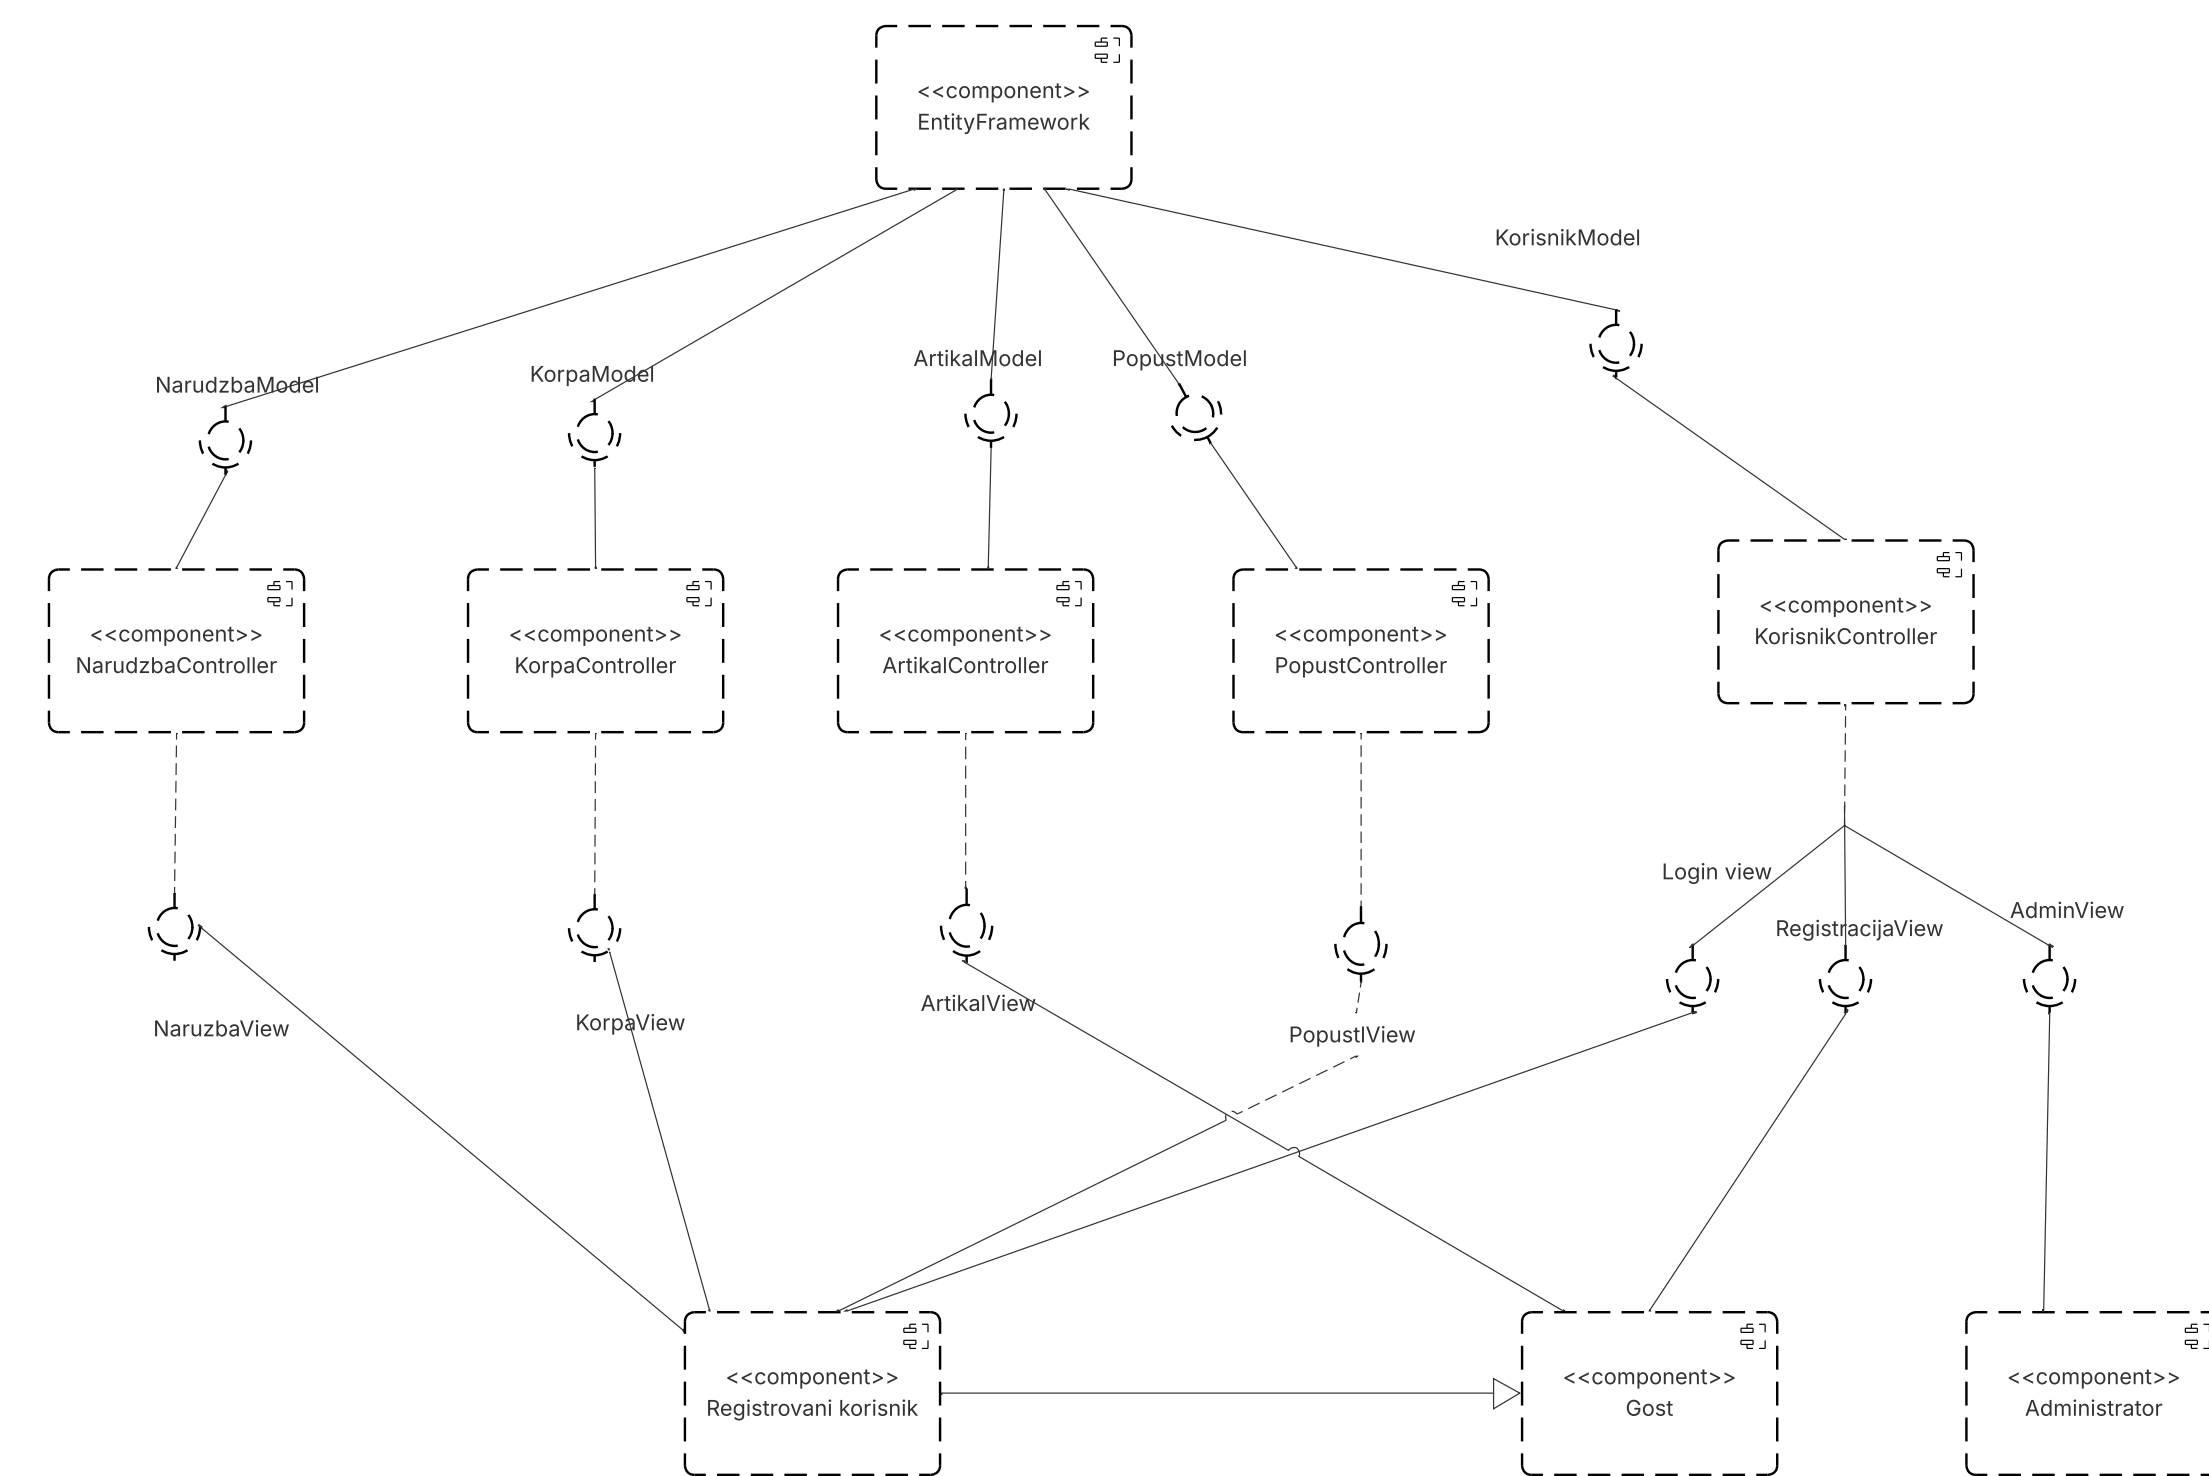 <<component>>
EntityFramework
KorisnikModel
NarudzbaModel
KorpaModel
ArtikalModel
PopustModel
<<component>>
NarudzbaController
<<component>>
KorpaController
<<component>>
ArtikalController
<<component>>
PopustController
<<component>>
KorisnikController
Login view
RegistracijaView
AdminView
NaruzbaView
KorpaView
ArtikalView
PopustlView
<<component>>
Registrovani korisnik
<<component>>
Gost
<<component>>
Administrator